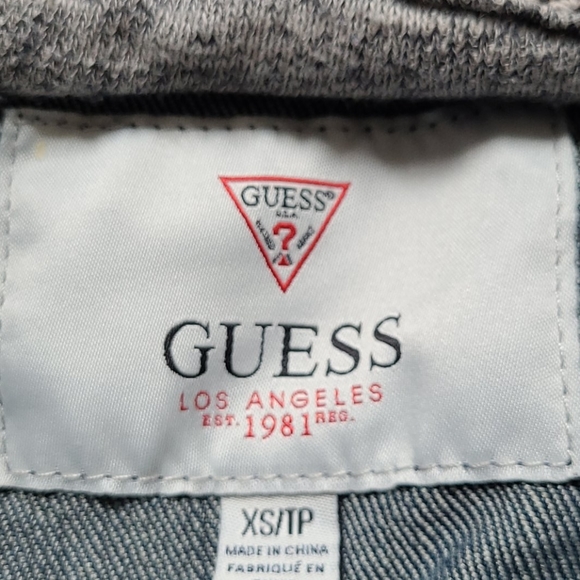 GUESS®
U.S.A.
?
GUESS
LOS ANGELES
EST. 1981 REG.
XS/TP
MADE IN CHINA
FABRIQUÉ EN